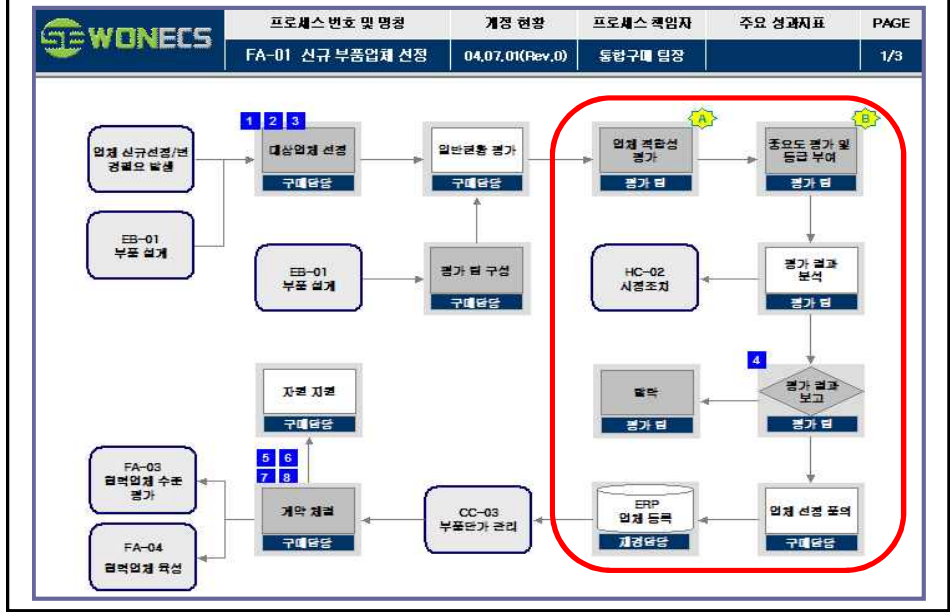 WONECS
프로세스 번호 및 명칭
개정 현황
프로세스 책임자
주요 성과지표
PAGE
FA-01 신규 부품업체 선정
04.07.01(Rev.0)
통합구매 팀장
1/3
1 2 3
A
B
업체 신규선정/변
경필요 발생
대상업체 선정
구매담당
일반현황 평가
구매담당
업체 적합성
평가
평가 팀
중요도 평가 및
등급 부여
평가 팀
EB-01
부품 설계
EB-01
부품 설계
평가 팀 구성
구매담당
HC-02
시정조치
평가 결과
분석
평가 팀
4
자원 지원
구매담당
탈락
평가 팀
평가 결과
보고
평가 팀
5 6
7 8
FA-03
협력업체 수준
평가
계약 체결
구매담당
CC-03
부품단가 관리
ERP
업체 등록
재경담당
업체 선정 품의
구매담당
FA-04
협력업체 육성